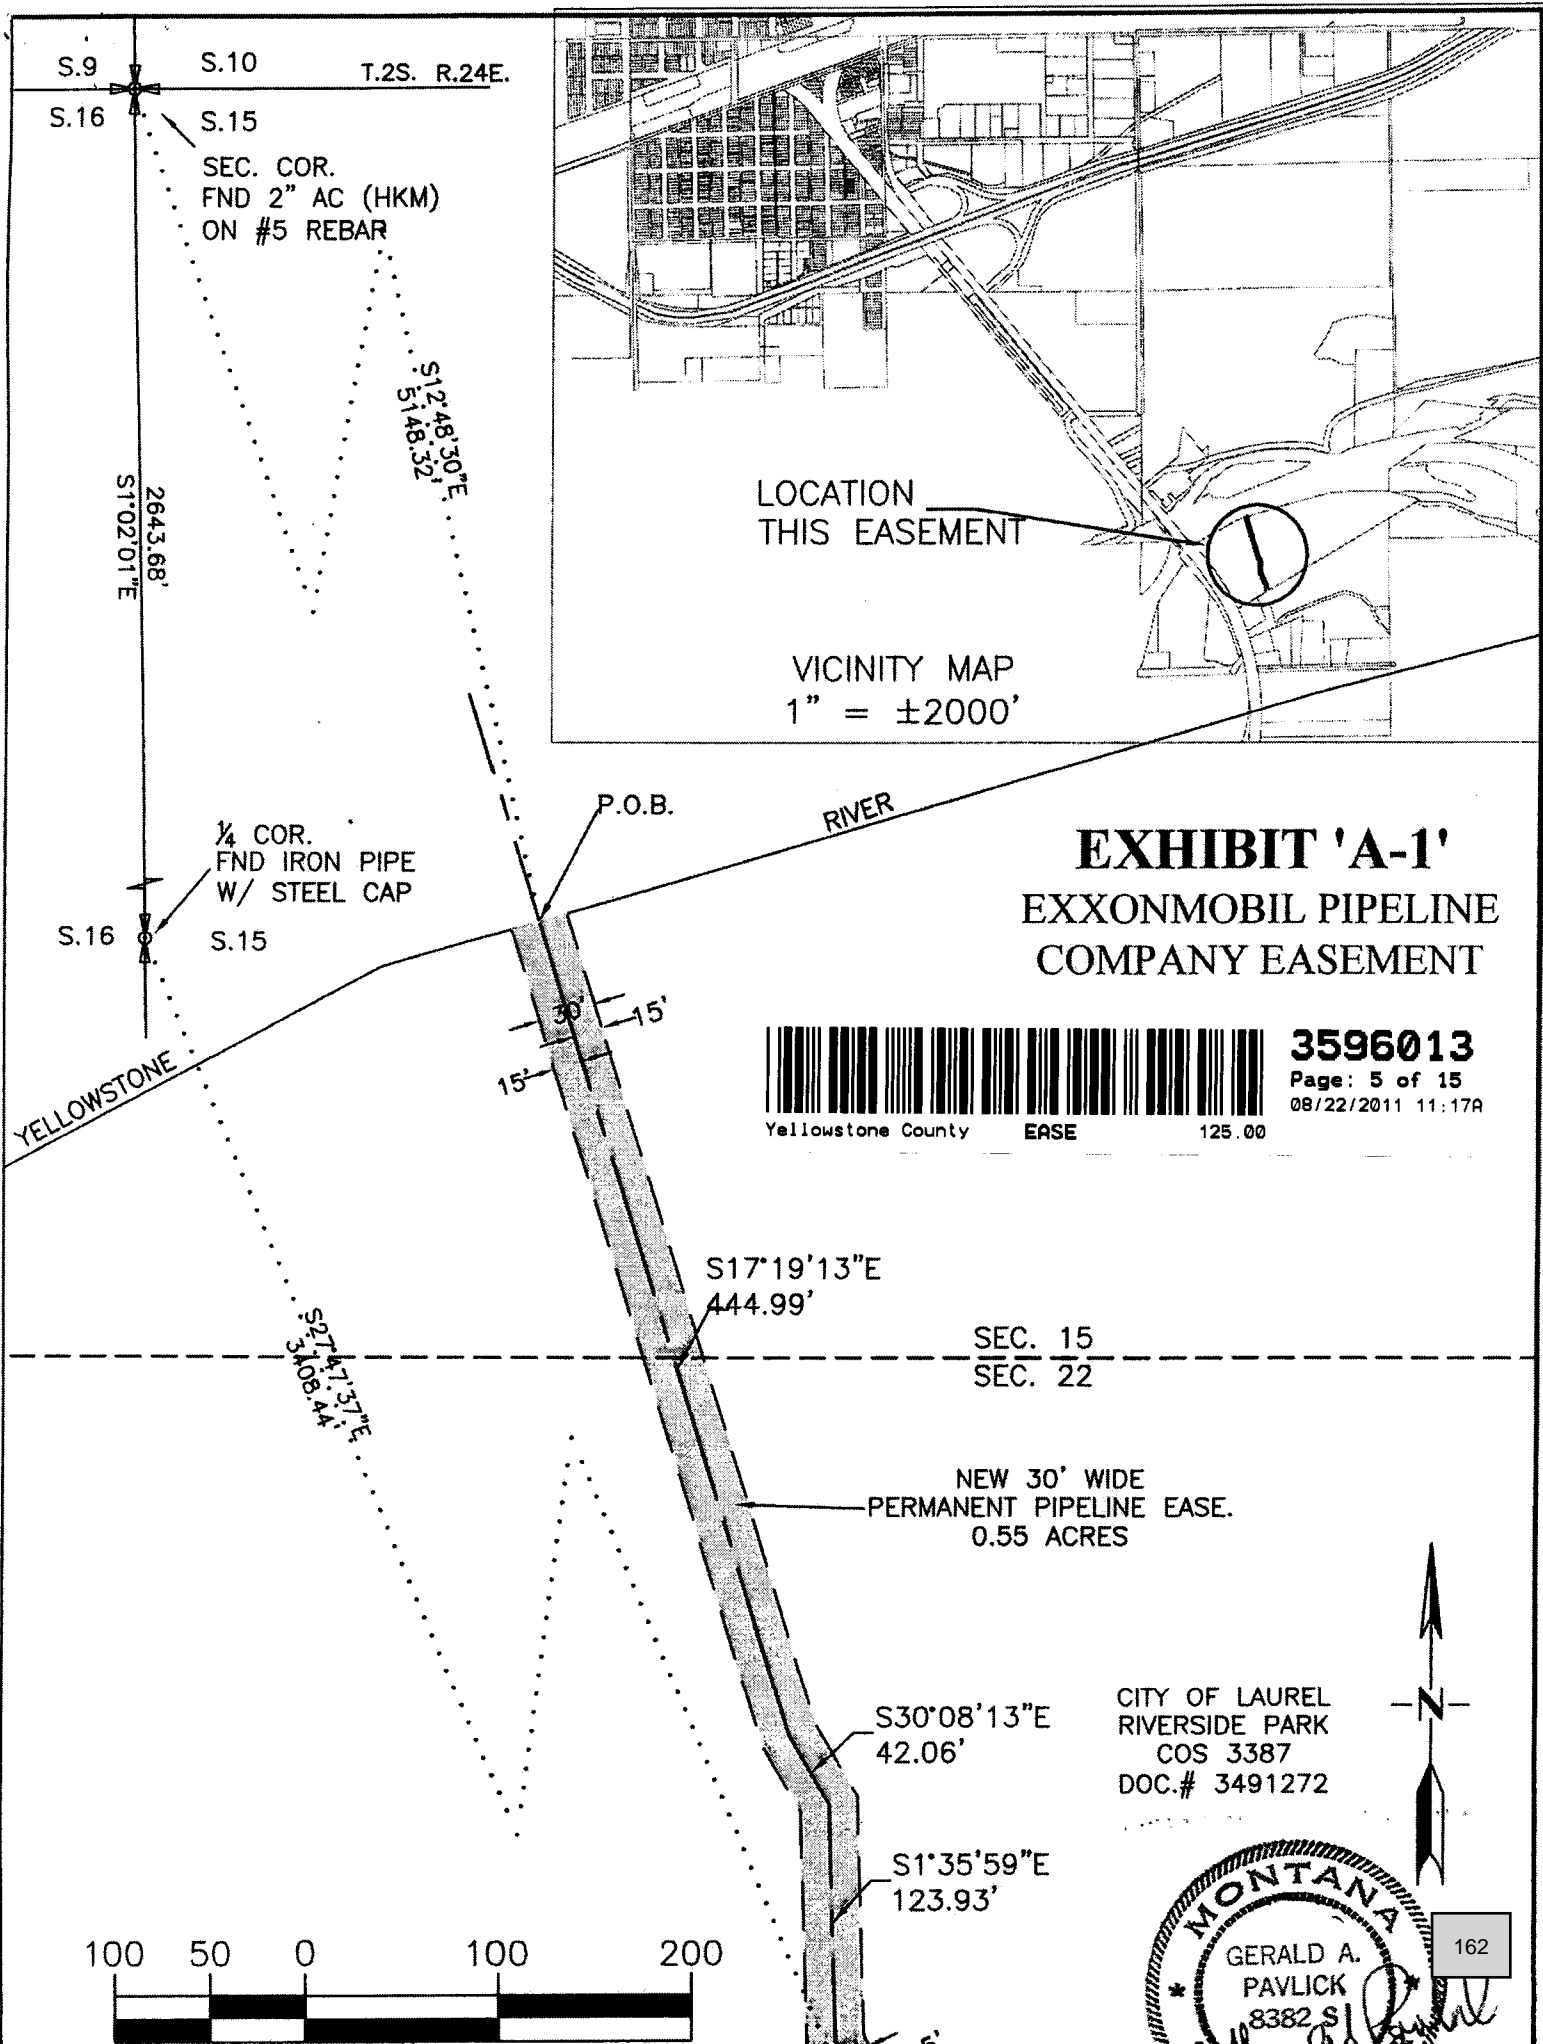 S.9
S.10
T.2S. R.24E.
S.16
S.15
SEC. COR.
FND 2" AC (HKM)
ON #5 REBAR
S12°48'30"E
5148.32'
2643.68'
S1°02'01"E
LOCATION
THIS EASEMENT
VICINITY MAP
1" = ±2000'
P.O.B.
RIVER
1/4 COR.
FND IRON PIPE
W/ STEEL CAP
S.16
S.15
EXHIBIT 'A-1'
EXXONMOBIL PIPELINE
COMPANY EASEMENT
30'
15'
15'
YELLOWSTONE
3596013
Page: 5 of 15
08/22/2011 11:17A
Yellowstone County EASE 125.00
S17°19'13"E
444.99'
SEC. 15
SEC. 22
S27°47'37"E
3408.44'
NEW 30' WIDE
PERMANENT PIPELINE EASE.
0.55 ACRES
S30°08'13"E
42.06'
CITY OF LAUREL
RIVERSIDE PARK
COS 3387
DOC.# 3491272
N
S1°35'59"E
123.93'
MONTANA
GERALD A.
PAVLICK
8382 S
162
100 50 0 100 200